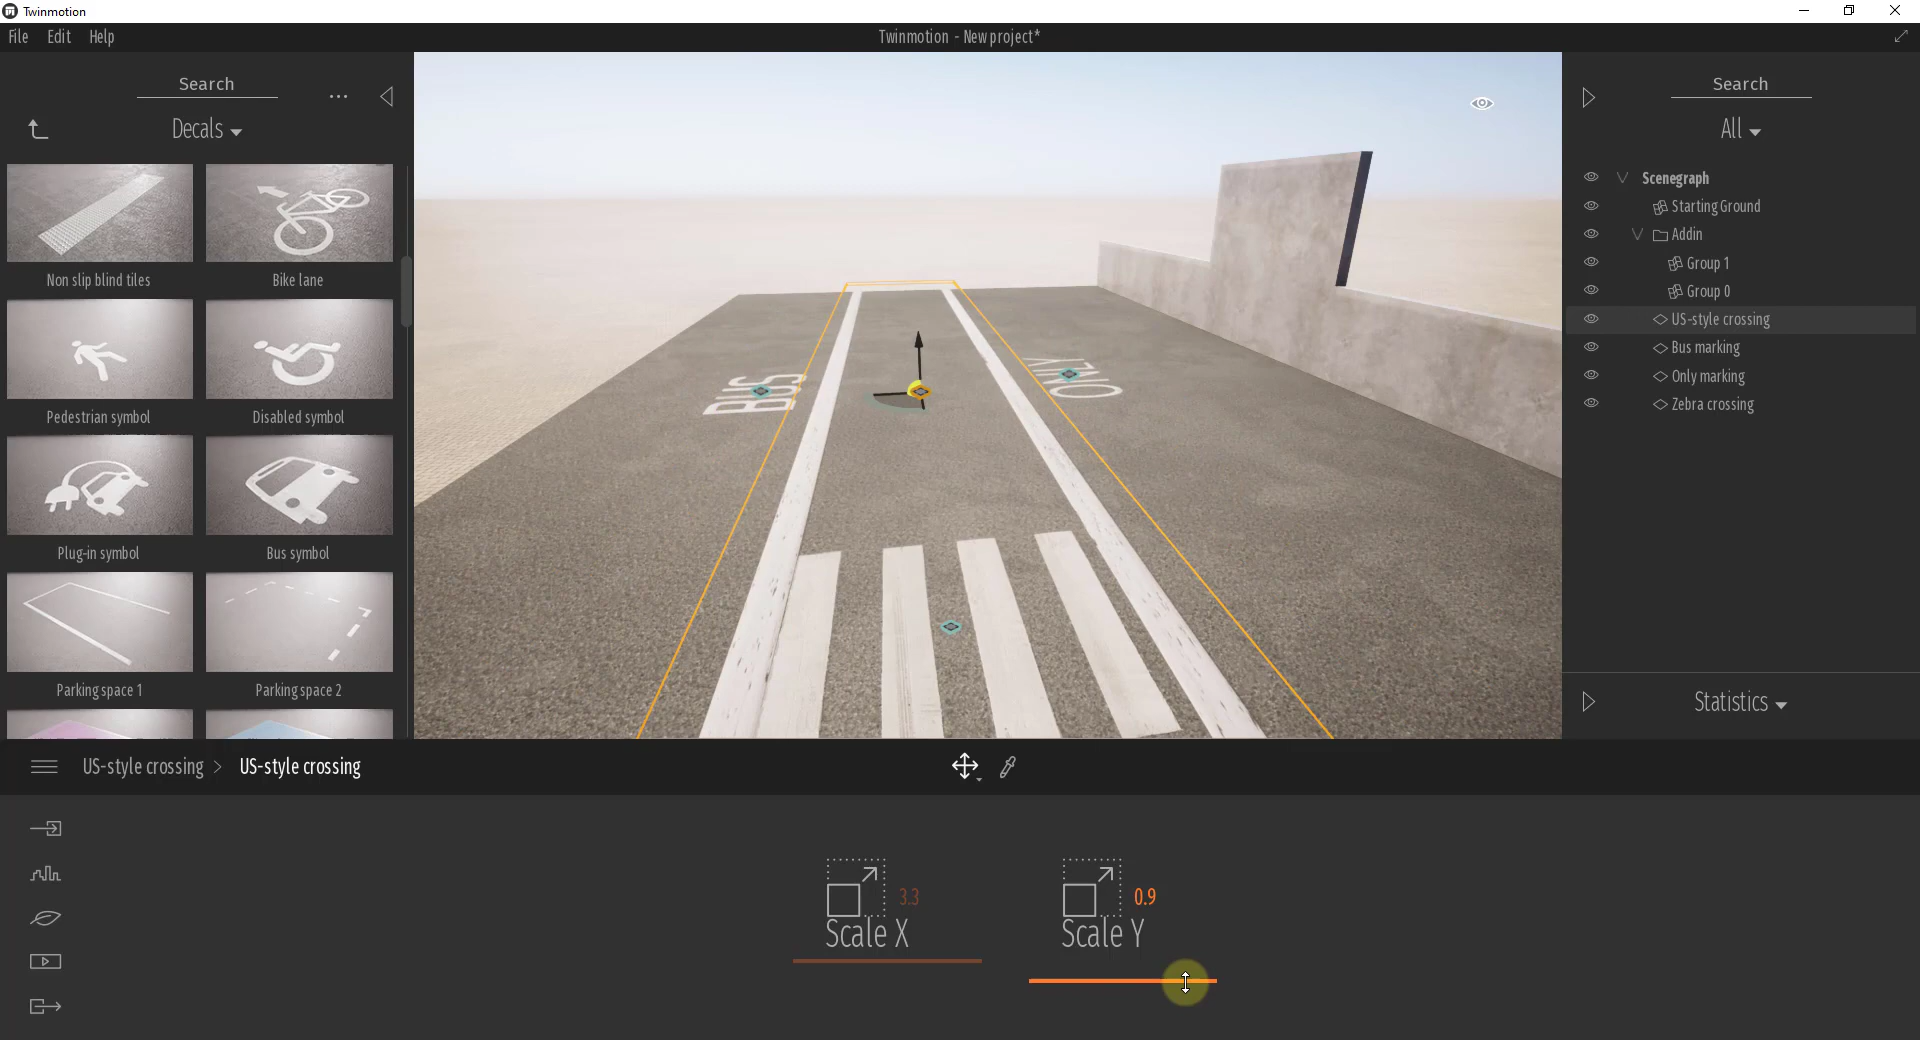 Twinmotion
File Edit Help
Twinmotion - New project*
Search
...
Decals
Non slip blind tiles
Bike lane
Pedestrian symbol
Disabled symbol
Plug-in symbol
Bus symbol
Parking space 1
Parking space 2
BUS
ONLY
Search
All
Scenegraph
Starting Ground
Addin
Group 1
Group 0
US-style crossing
Bus marking
Only marking
Zebra crossing
Statistics
US-style crossing > US-style crossing
3.3
Scale X
0.9
Scale Y